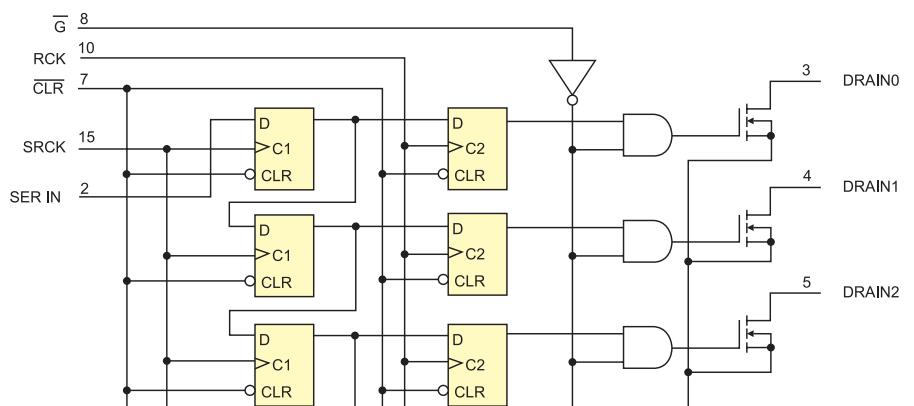 G̅ 8
RCK 10
C̅L̅R̅ 7
SRCK 15
SER IN 2
D
C1
CLR
D
C2
CLR
3 DRAIN0
D
C1
CLR
D
C2
CLR
4 DRAIN1
D
C1
CLR
D
C2
CLR
5 DRAIN2